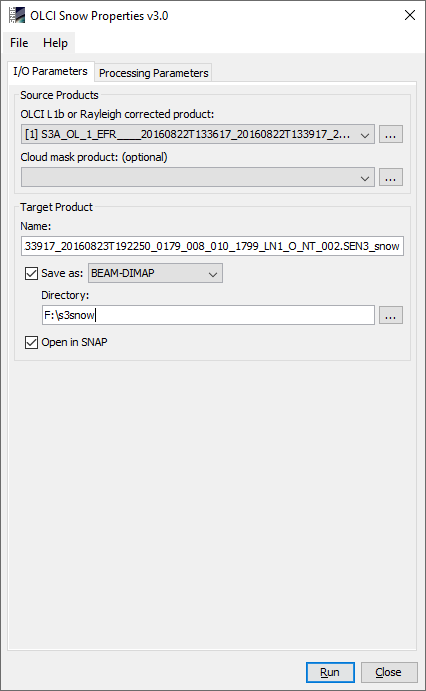 OLCI Snow Properties v3.0
File Help
I/O Parameters Processing Parameters
Source Products
OLCI L1b or Rayleigh corrected product:
[1] S3A_OL_1_EFR____20160822T133617_20160822T133917_2... ...
Cloud mask product: (optional)
...
Target Product
Name:
33917_20160823T192250_0179_008_010_1799_LN1_O_NT_002.SEN3_snow
Save as: BEAM-DIMAP
Directory:
F:\s3snow ...
Open in SNAP
Run Close